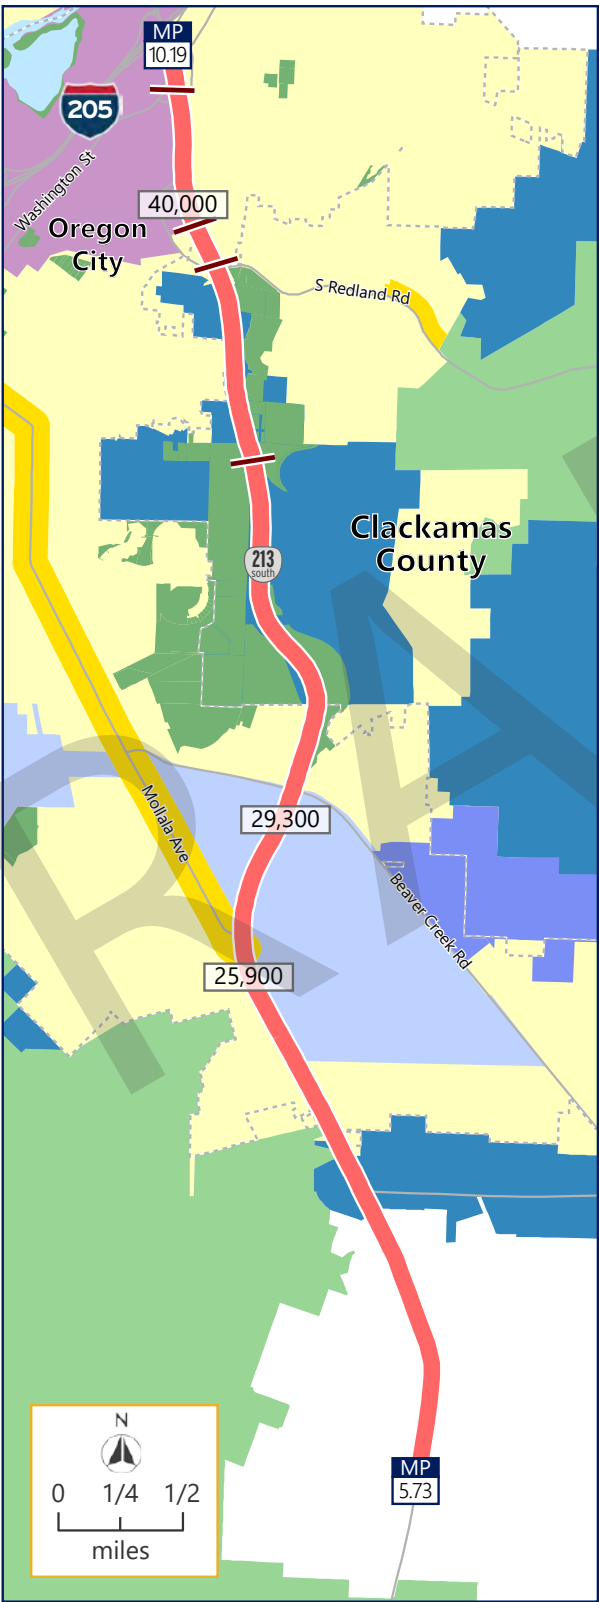 MP
10.19
205
Washington St
40,000
Oregon
City
S Redland Rd
Clackamas
County
213
south
Mollala Ave
29,300
Beaver Creek Rd
25,900
MP
5.73
N
0 1/4 1/2
miles